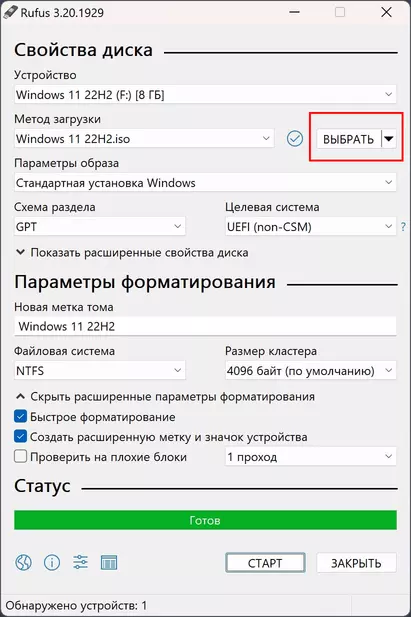 Rufus 3.20.1929
Свойства диска
Устройство
Windows 11 22H2 (F:) [8 ГБ]
Метод загрузки
Windows 11 22H2.iso
ВЫБРАТЬ
Параметры образа
Стандартная установка Windows
Схема раздела Целевая система
GPT UEFI (non-CSM) ?
Показать расширенные свойства диска
Параметры форматирования
Новая метка тома
Windows 11 22H2
Файловая система Размер кластера
NTFS 4096 байт (по умолчанию)
Скрыть расширенные параметры форматирования
Быстрое форматирование
Создать расширенную метку и значок устройства
Проверить на плохие блоки 1 проход
Статус
Готов
СТАРТ ЗАКРЫТЬ
Обнаружено устройств: 1